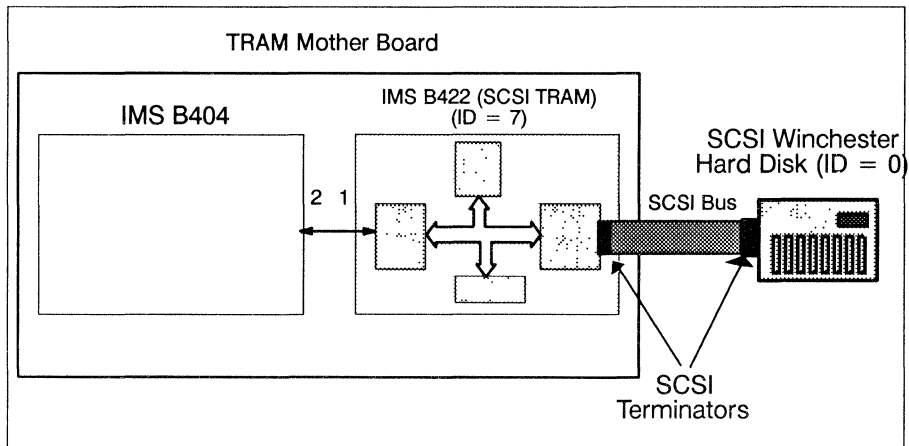 TRAM Mother Board
IMS B404
IMS B422 (SCSI TRAM)
(ID = 7)
SCSI Winchester
Hard Disk (ID = 0)
2 1
SCSI Bus
SCSI
Terminators